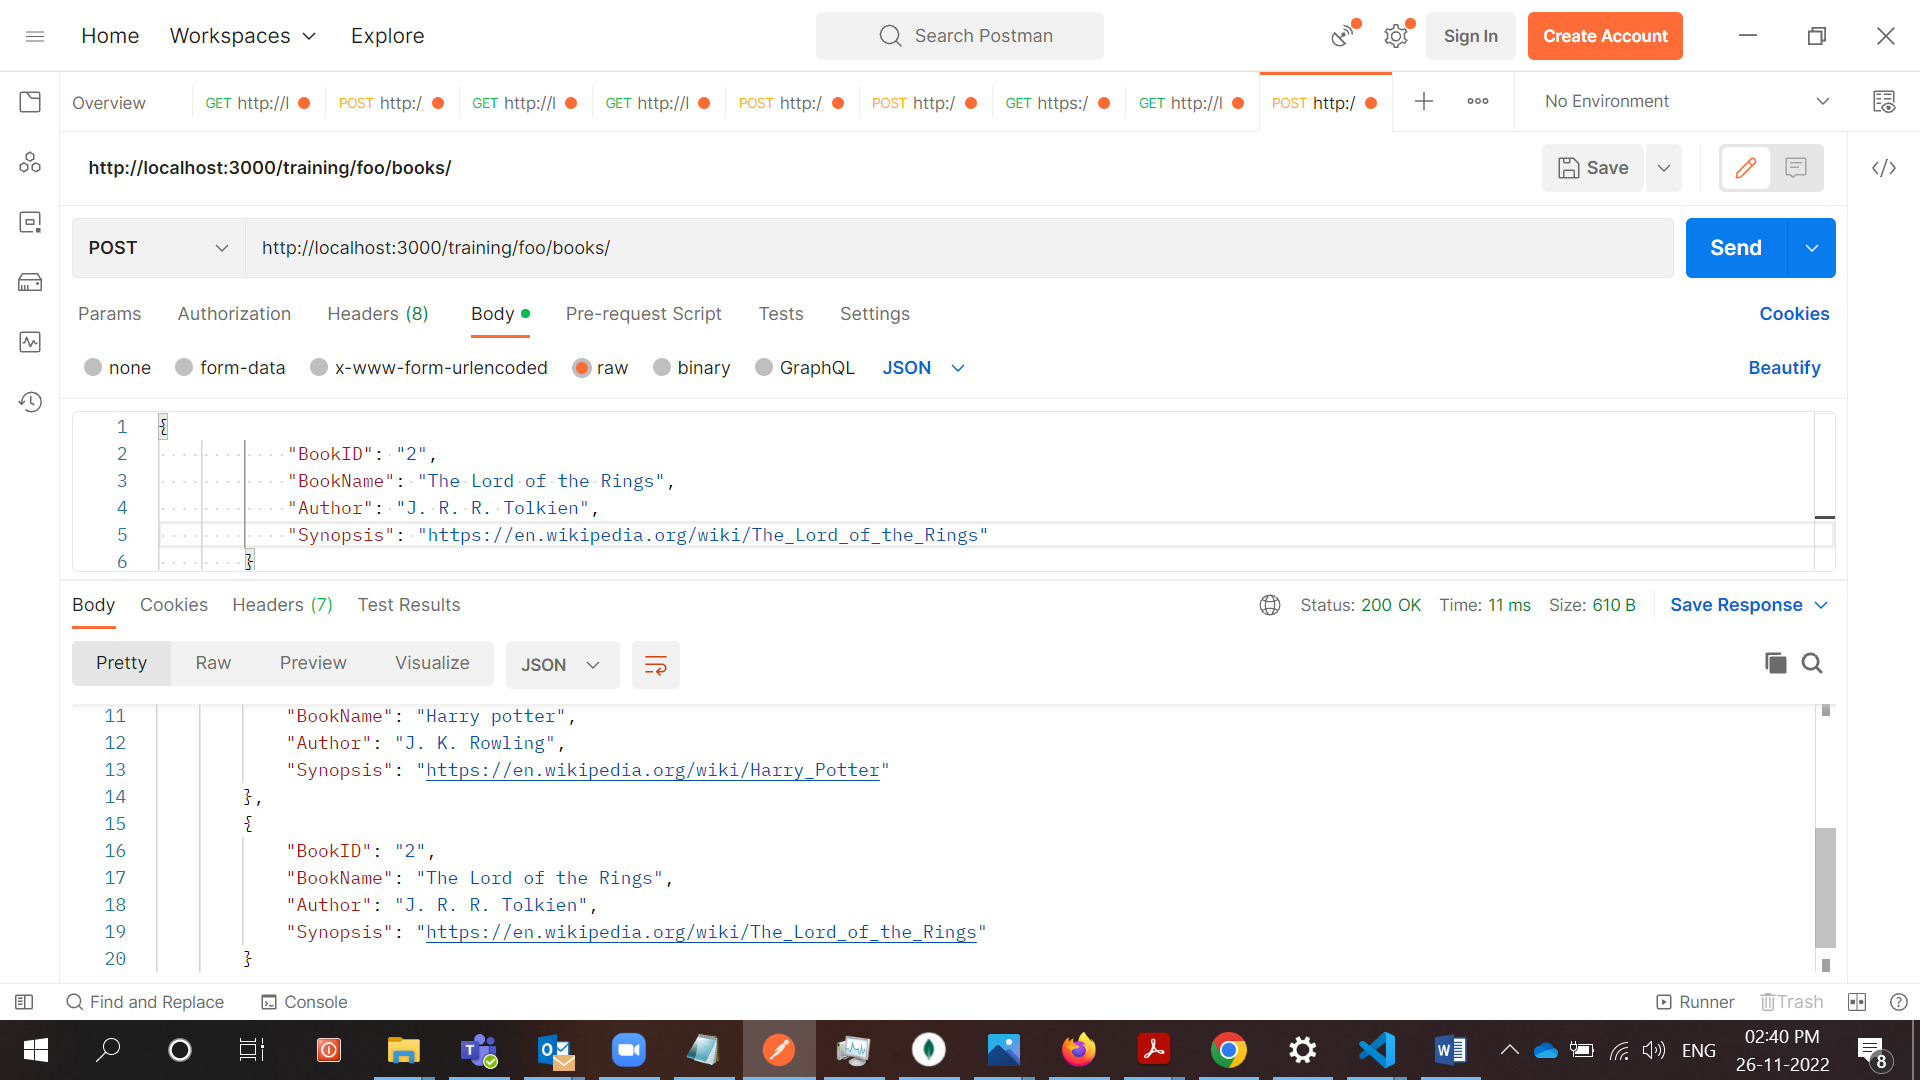 Home Workspaces Explore Search Postman Sign In Create Account
Overview GET http://l POST http:/ GET http://l GET http://l POST http:/ POST http:/ GET https:/ GET http://l POST http:/ No Environment
http://localhost:3000/training/foo/books/ Save
POST http://localhost:3000/training/foo/books/ Send
Params Authorization Headers (8) Body Pre-request Script Tests Settings Cookies
none form-data x-www-form-urlencoded raw binary GraphQL JSON Beautify
1 {
2 "BookID": "2",
3 "BookName": "The Lord of the Rings",
4 "Author": "J. R. R. Tolkien",
5 "Synopsis": "https://en.wikipedia.org/wiki/The_Lord_of_the_Rings"
6 }
Body Cookies Headers (7) Test Results Status: 200 OK Time: 11 ms Size: 610 B Save Response
Pretty Raw Preview Visualize JSON
11 "BookName": "Harry potter",
12 "Author": "J. K. Rowling",
13 "Synopsis": "https://en.wikipedia.org/wiki/Harry_Potter"
14 },
15 {
16 "BookID": "2",
17 "BookName": "The Lord of the Rings",
18 "Author": "J. R. R. Tolkien",
19 "Synopsis": "https://en.wikipedia.org/wiki/The_Lord_of_the_Rings"
20 }
Find and Replace Console Runner Trash
ENG 02:40 PM
26-11-2022 8